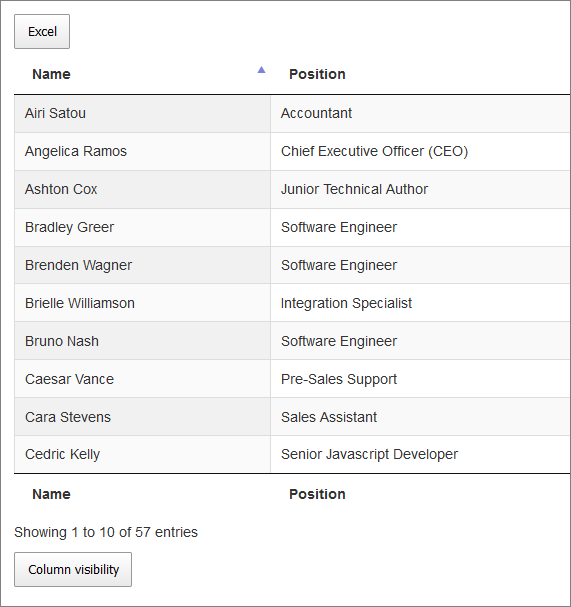 Excel
Name Position
Airi Satou Accountant
Angelica Ramos Chief Executive Officer (CEO)
Ashton Cox Junior Technical Author
Bradley Greer Software Engineer
Brenden Wagner Software Engineer
Brielle Williamson Integration Specialist
Bruno Nash Software Engineer
Caesar Vance Pre-Sales Support
Cara Stevens Sales Assistant
Cedric Kelly Senior Javascript Developer
Name Position
Showing 1 to 10 of 57 entries
Column visibility